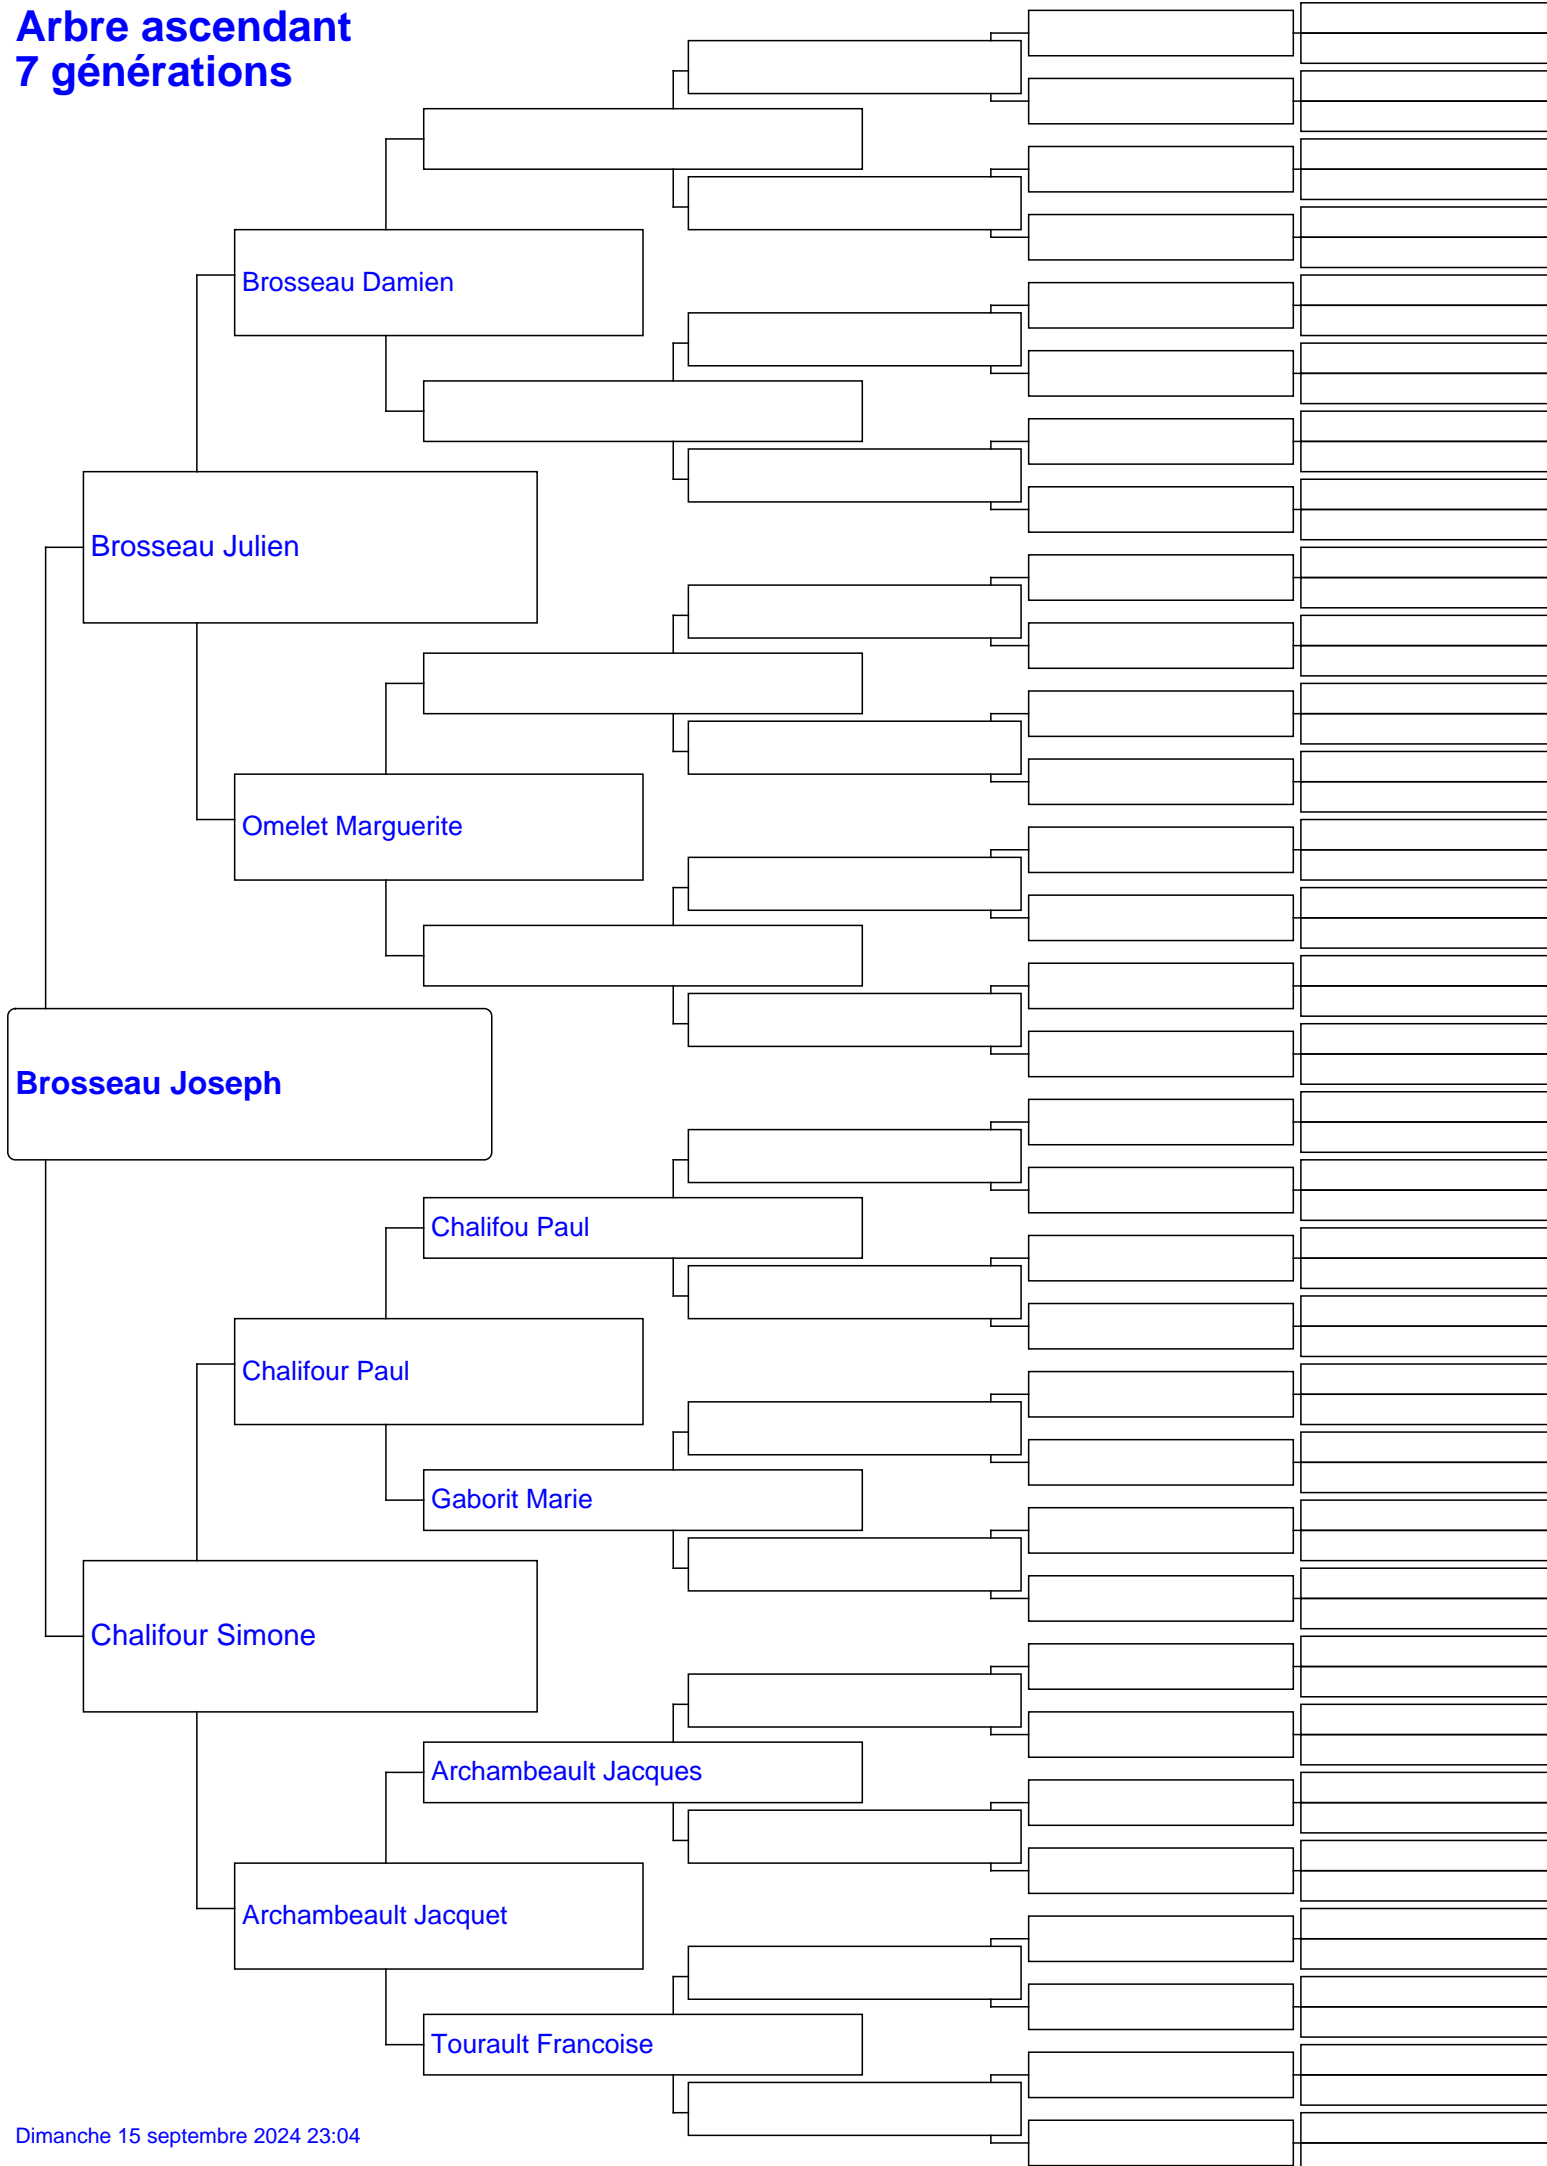 Arbre ascendant
7 générations
Brosseau Damien
Brosseau Julien
Omelet Marguerite
Brosseau Joseph
Chalifou Paul
Chalifour Paul
Gaborit Marie
Chalifour Simone
Archambeault Jacques
Archambeault Jacquet
Tourault Francoise
Dimanche 15 septembre 2024 23:04